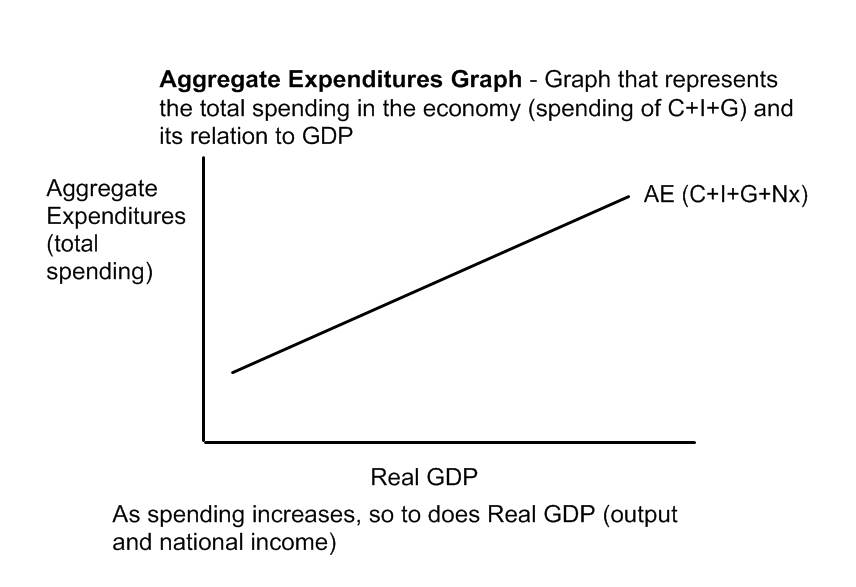 Aggregate Expenditures Graph - Graph that represents
the total spending in the economy (spending of C+I+G) and
its relation to GDP
Aggregate
Expenditures
(total
spending)
AE (C+I+G+Nx)
Real GDP
As spending increases, so to does Real GDP (output
and national income)